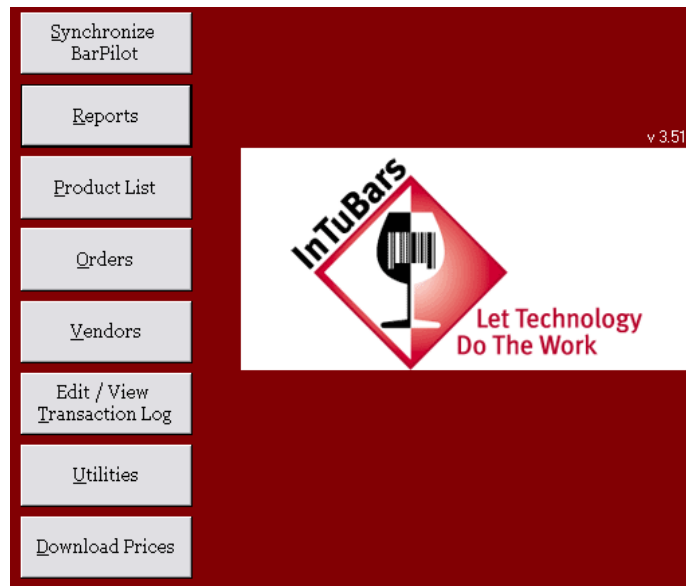 Synchronize
BarPilot
Reports
Product List
Orders
Vendors
Edit / View
Transaction Log
Utilities
Download Prices
v 3.51
InTuBars
Let Technology
Do The Work